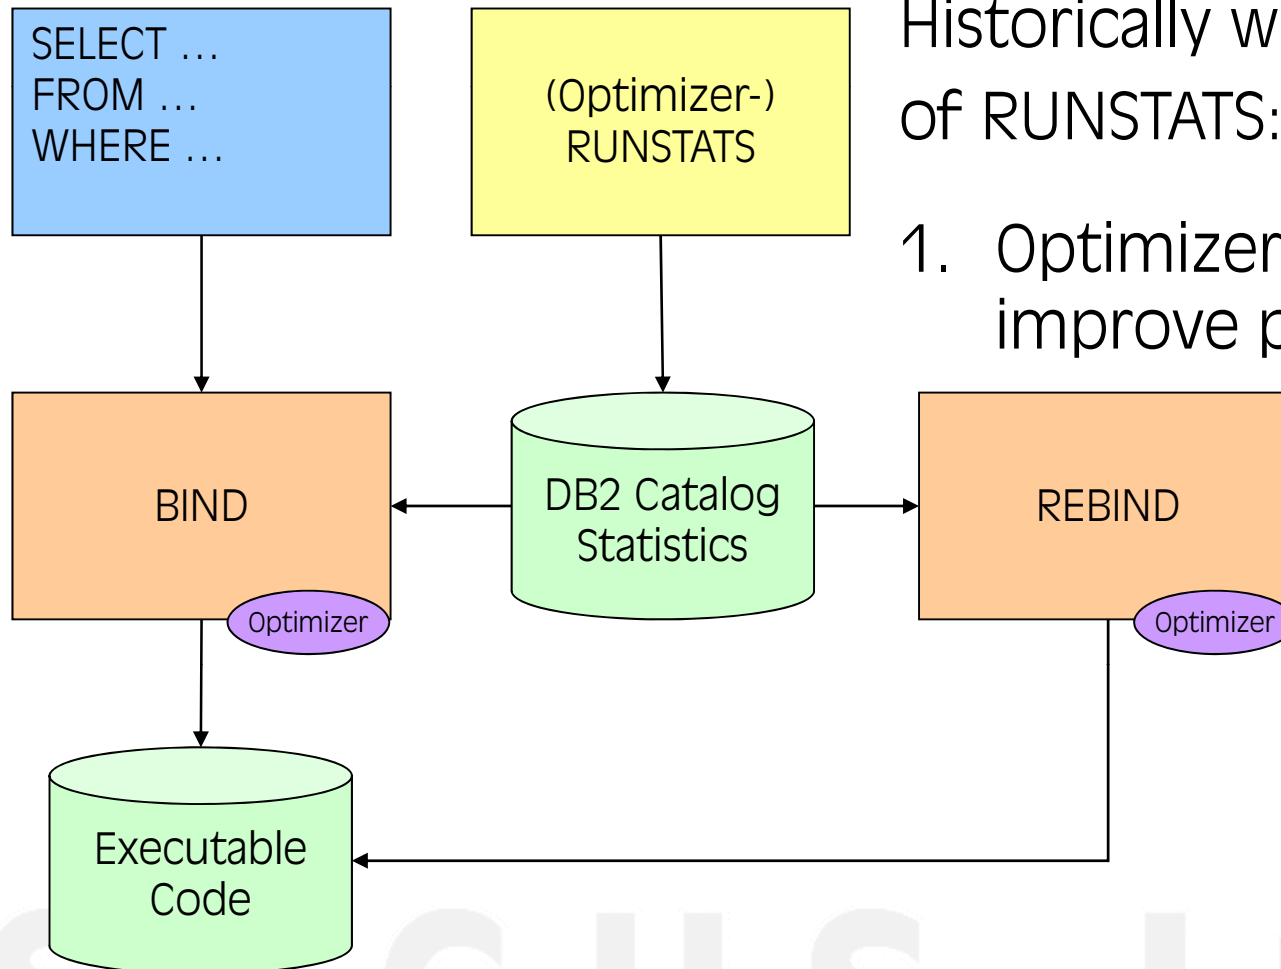 SELECT …
FROM …
WHERE …
(Optimizer-)
RUNSTATS
Historically
of RUNSTATS:
1. Optimizer
improve
BIND
Optimizer
DB2 Catalog
Statistics
REBIND
Optimizer
Executable
Code